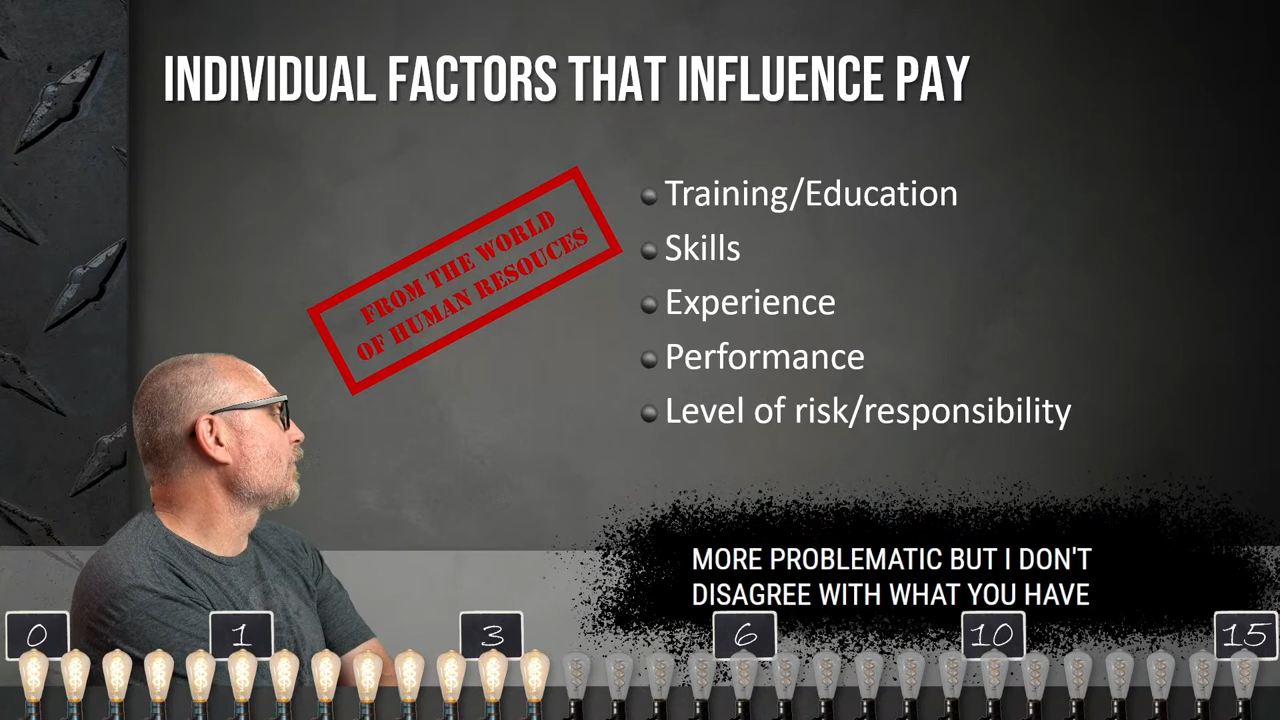 INDIVIDUAL FACTORS THAT INFLUENCE PAY
FROM THE WORLD
OF HUMAN RESOUCES
Training/Education
Skills
Experience
Performance
Level of risk/responsibility
MORE PROBLEMATIC BUT I DON'T
DISAGREE WITH WHAT YOU HAVE
0 1 3 6 10 15